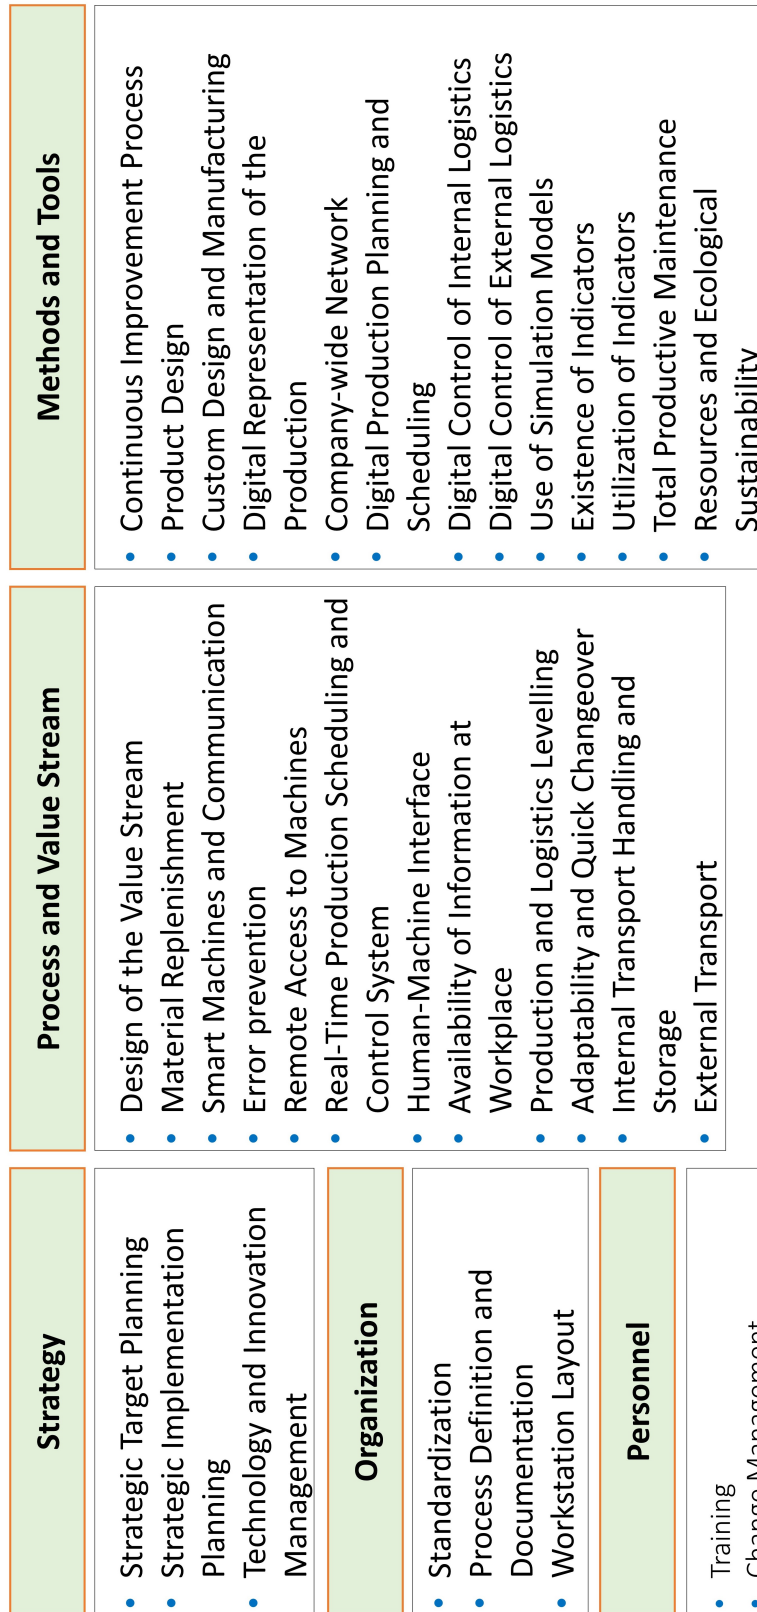 Strategy
• Strategic Target Planning
• Strategic Implementation
Planning
• Technology and Innovation
Management
Organization
• Standardization
• Process Definition and
Documentation
• Workstation Layout
Personnel
• Training
• Change Management
Process and Value Stream
• Design of the Value Stream
• Material Replenishment
• Smart Machines and Communication
• Error prevention
• Remote Access to Machines
• Real-Time Production Scheduling and
Control System
• Human-Machine Interface
• Availability of Information at
Workplace
• Production and Logistics Levelling
• Adaptability and Quick Changeover
• Internal Transport Handling and
Storage
• External Transport
Methods and Tools
• Continuous Improvement Process
• Product Design
• Custom Design and Manufacturing
• Digital Representation of the
Production
• Company-wide Network
• Digital Production Planning and
Scheduling
• Digital Control of Internal Logistics
• Digital Control of External Logistics
• Use of Simulation Models
• Existence of Indicators
• Utilization of Indicators
• Total Productive Maintenance
• Resources and Ecological
Sustainability